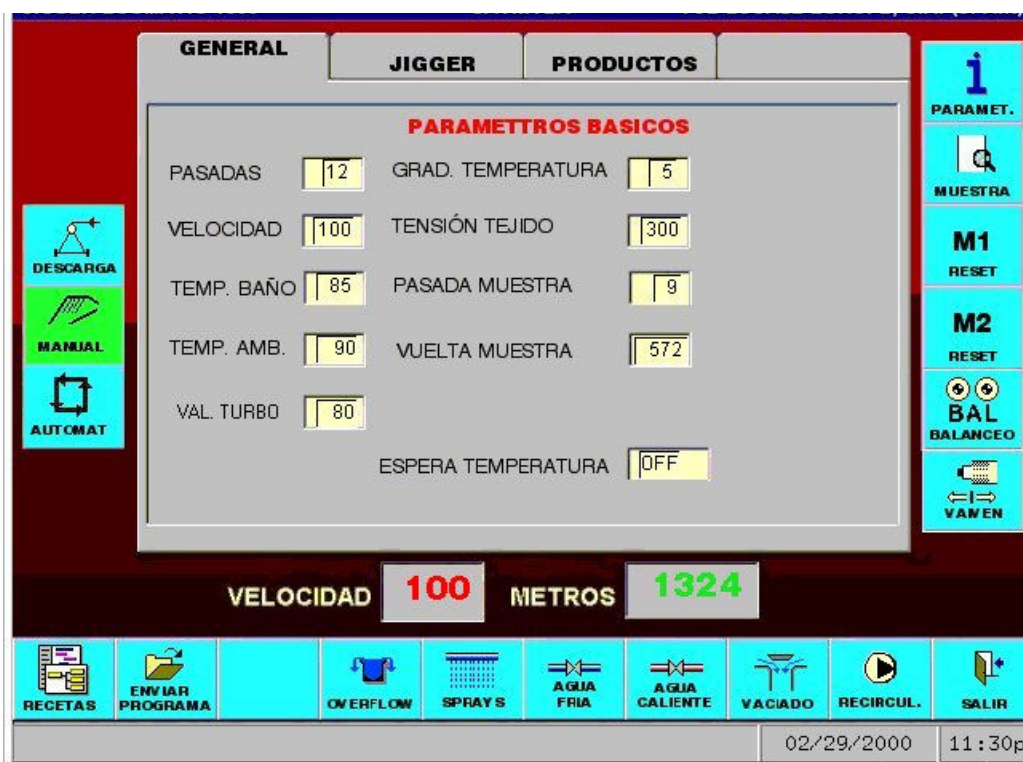 GENERAL
JIGGER
PRODUCTOS
PARAMETTROS BASICOS
PASADAS 12 GRAD. TEMPERATURA 5
VELOCIDAD 100 TENSIÓN TEJIDO 300
TEMP. BAÑO 85 PASADA MUESTRA 9
TEMP. AMB. 90 VUELTA MUESTRA 572
VAL. TURBO 80
ESPERA TEMPERATURA OFF
DESCARGA
MANUAL
AUTOMAT
i
PARAMET.
MUESTRA
M1
RESET
M2
RESET
BAL
BALANCEO
VAIVEN
VELOCIDAD 100 METROS 1324
RECETAS
ENVIAR
PROGRAMA
OVERFLOW
SPRAYS
AGUA
FRIA
AGUA
CALIENTE
VACIADO
RECIRCUL.
SALIR
02/29/2000 11:30p